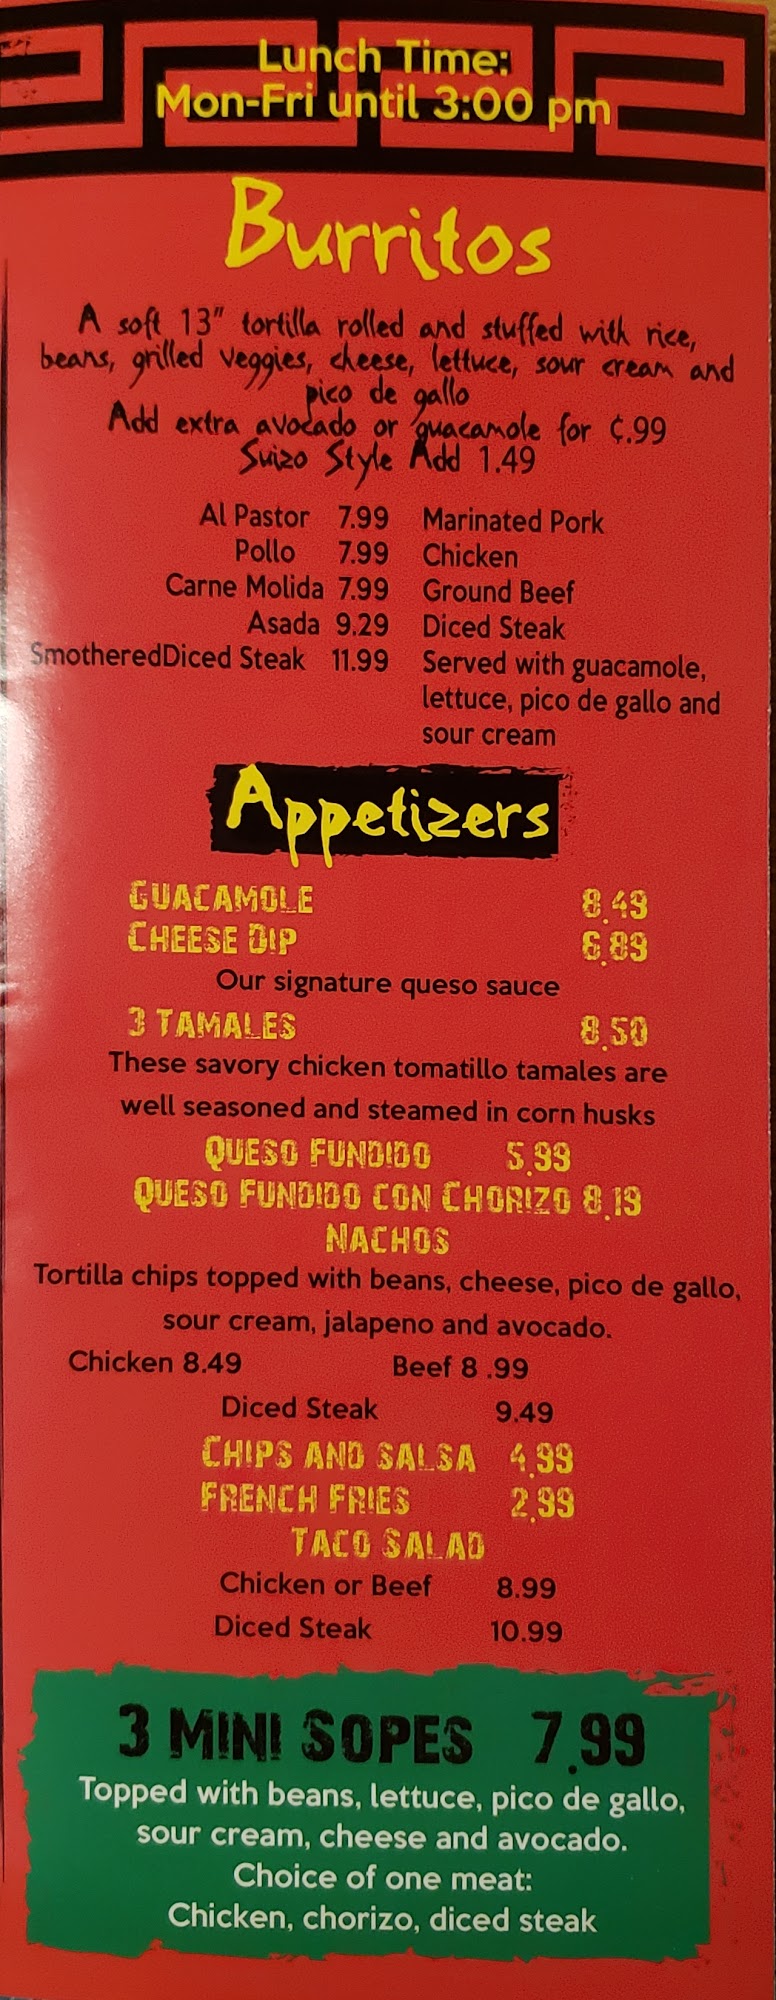 Lunch Time:
Mon-Fri until 3:00 pm
Burritos
A soft 13" tortilla rolled and stuffed with rice,
beans, grilled veggies, cheese, lettuce, sour cream and
pico de gallo
Add extra avocado or guacamole for ¢.99
Suizo Style Add 1.49
Al Pastor 7.99 Marinated Pork
Pollo 7.99 Chicken
Carne Molida 7.99 Ground Beef
Asada 9.29 Diced Steak
SmotheredDiced Steak 11.99 Served with guacamole,
lettuce, pico de gallo and
sour cream
Appetizers
GUACAMOLE 8.49
CHEESE DIP 6.89
Our signature queso sauce
3 TAMALES 8.50
These savory chicken tomatillo tamales are
well seasoned and steamed in corn husks
QUESO FUNDIDO 5.99
QUESO FUNDIDO CON CHORIZO 8.19
NACHOS
Tortilla chips topped with beans, cheese, pico de gallo,
sour cream, jalapeno and avocado.
Chicken 8.49 Beef 8 .99
Diced Steak 9.49
CHIPS AND SALSA 4.99
FRENCH FRIES 2.99
TACO SALAD
Chicken or Beef 8.99
Diced Steak 10.99
3 MINI SOPES 7.99
Topped with beans, lettuce, pico de gallo,
sour cream, cheese and avocado.
Choice of one meat:
Chicken, chorizo, diced steak